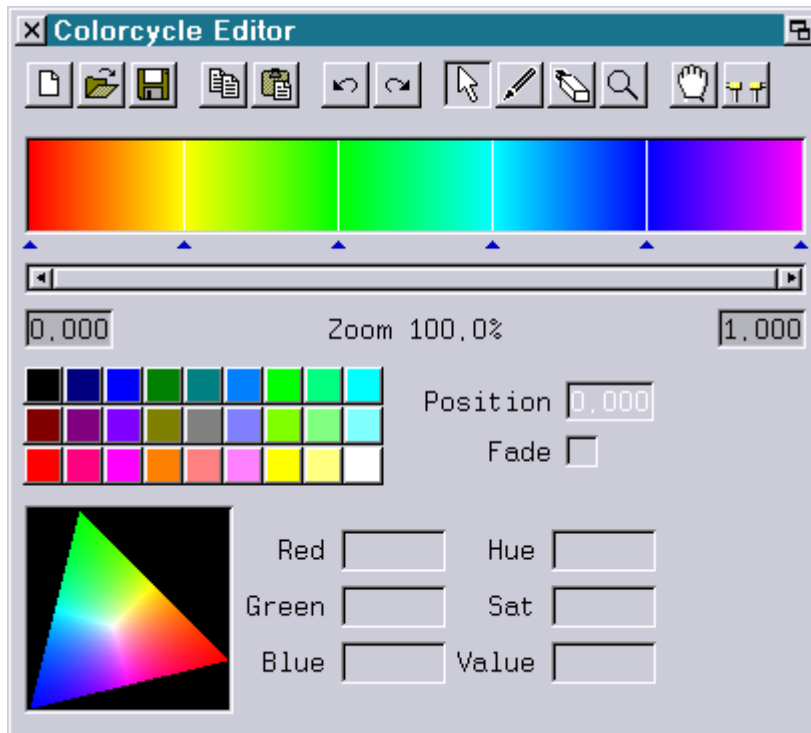 Colorcycle Editor
0,000 Zoom 100,0% 1,000
Position 0,000
Fade
Red Hue
Green Sat
Blue Value